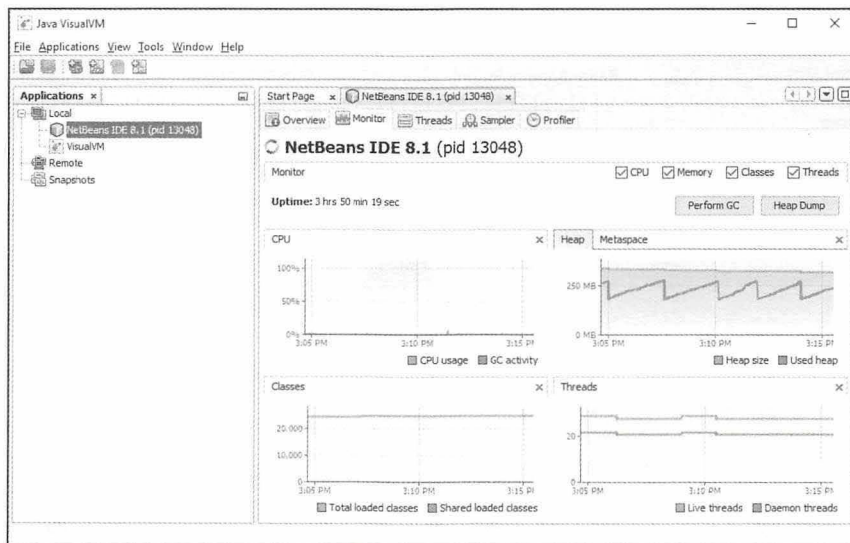 Java VisualVM
File Applications View Tools Window Help
Applications
Local
NetBeans IDE 8.1 (pid 13048)
VisualVM
Remote
Snapshots
Start Page
NetBeans IDE 8.1 (pid 13048)
Overview Monitor Threads Sampler Profiler
NetBeans IDE 8.1 (pid 13048)
Monitor
CPU Memory Classes Threads
Uptime: 3 hrs 50 min 19 sec
Perform GC Heap Dump
CPU
100%
50%
0%
3:05 PM 3:10 PM 3:15 P
CPU usage GC activity
Heap Metaspace
250 MB
0 MB
3:05 PM 3:10 PM 3:15 PM
Heap size Used heap
Classes
20,000
10,000
0
3:05 PM 3:10 PM 3:15 P
Total loaded classes Shared loaded classes
Threads
20
0
3:05 PM 3:10 PM 3:15 P
Live threads Daemon threads